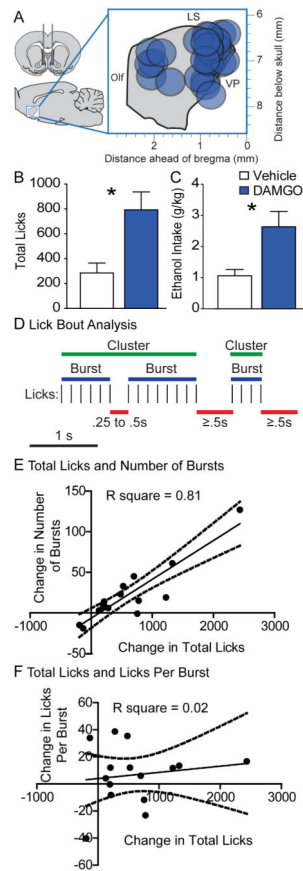 A
LS
Olf
VP
6
7
8
Distance below skull (mm)
3 2 1 0
Distance ahead of bregma (mm)
B
C
Vehicle
DAMGO
Total Licks
1000
800
600
400
200
0
*
Ethanol Intake (g/kg)
4
3
2
1
0
*
D Lick Bout Analysis
Cluster Cluster
Burst Burst Burst
Licks:
.25 to .5s ≥.5s ≥.5s
1 s
E Total Licks and Number of Bursts
Change in Number
of Bursts
150
100
50
-50
R square = 0.81
-1000 1000 2000 3000
Change in Total Licks
F Total Licks and Licks Per Burst
Change in Licks
Per Burst
60
40
20
-20
-40
-60
R square = 0.02
-1000 1000 2000 3000
Change in Total Licks